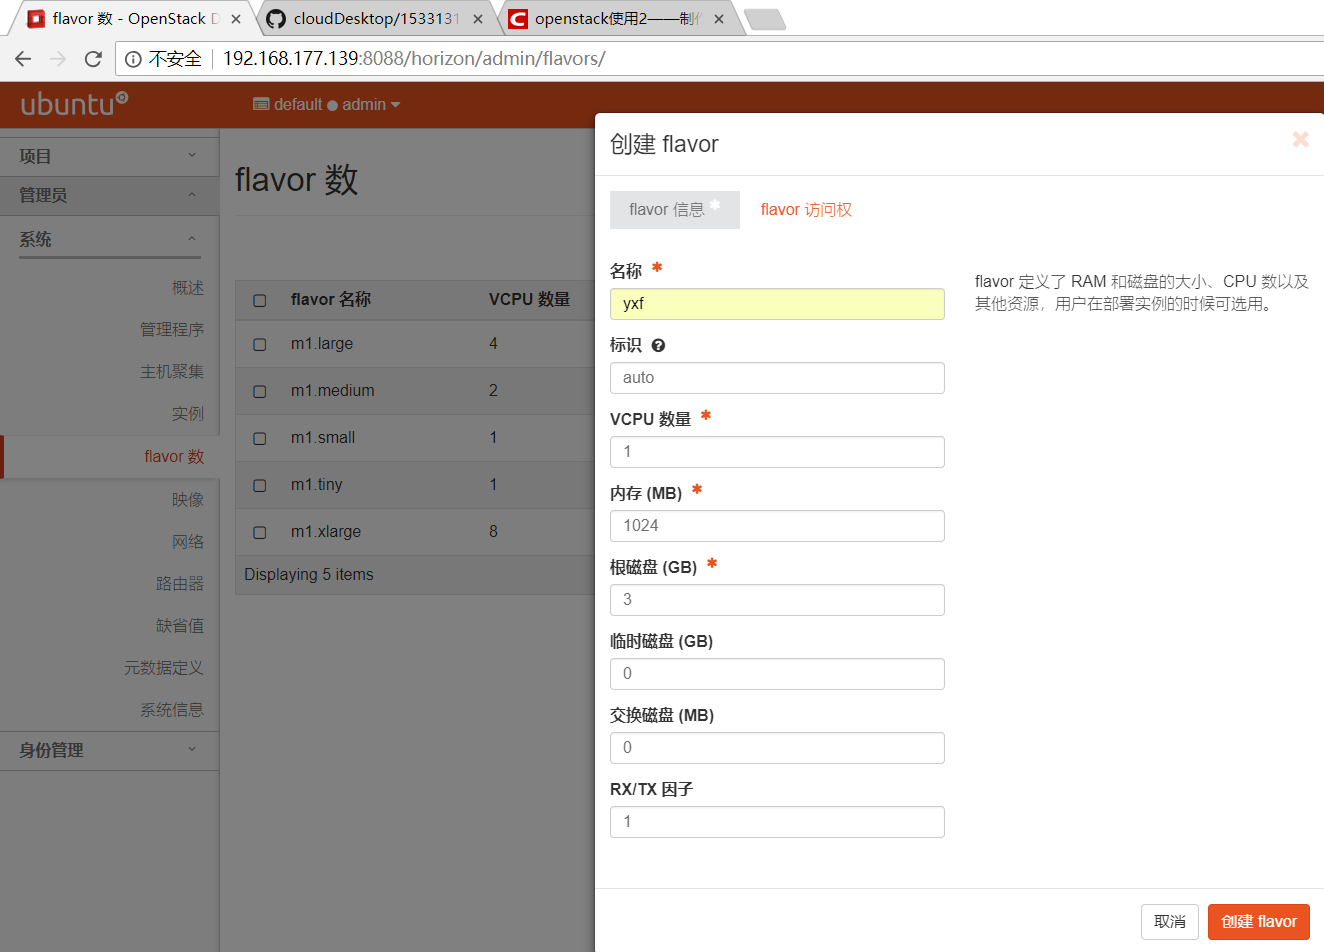 flavor 数 - OpenStack D
cloudDesktop/1533131
openstack使用2——制作
不安全
192.168.177.139:8088/horizon/admin/flavors/
ubuntu
default ● admin
项目
管理员
系统
概述
管理程序
主机聚集
实例
flavor 数
映像
网络
路由器
缺省值
元数据定义
系统信息
身份管理
flavor 数
flavor 名称 VCPU 数量
m1.large 4
m1.medium 2
m1.small 1
m1.tiny 1
m1.xlarge 8
Displaying 5 items
创建 flavor
flavor 信息 * flavor 访问权
名称 *
yxf
标识
auto
VCPU 数量 *
1
内存 (MB) *
1024
根磁盘 (GB) *
3
临时磁盘 (GB)
0
交换磁盘 (MB)
0
RX/TX 因子
1
flavor 定义了 RAM 和磁盘的大小、CPU 数以及
其他资源，用户在部署实例的时候可选用。
取消 创建 flavor